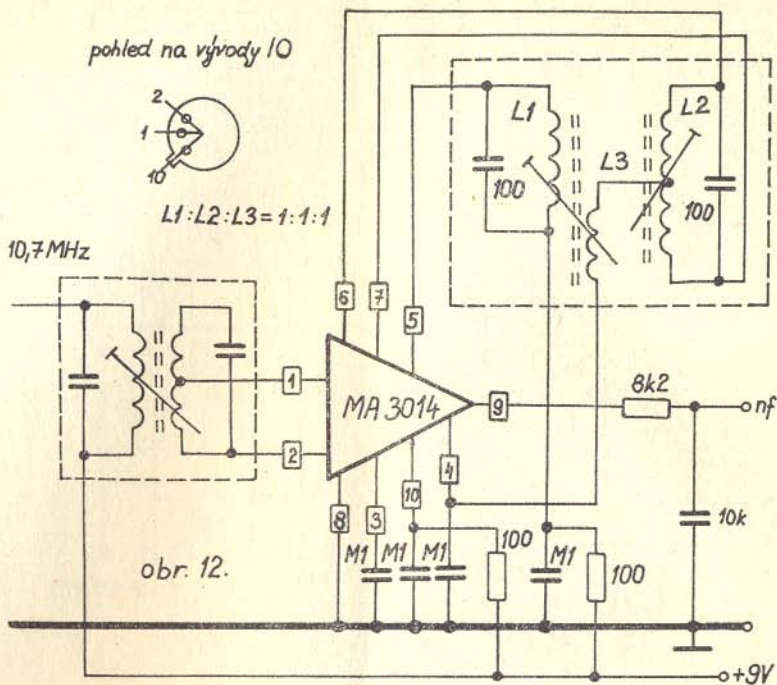 pohled na vývody IO
2
1
10
L1:L2:L3=1:1:1
10,7MHz
L1
L2
L3
100
100
6
7
5
1
2
MA 3014
9
8k2
nf
4
10
8
3
M1
M1
M1
100
M1
100
10k
obr. 12.
+9V